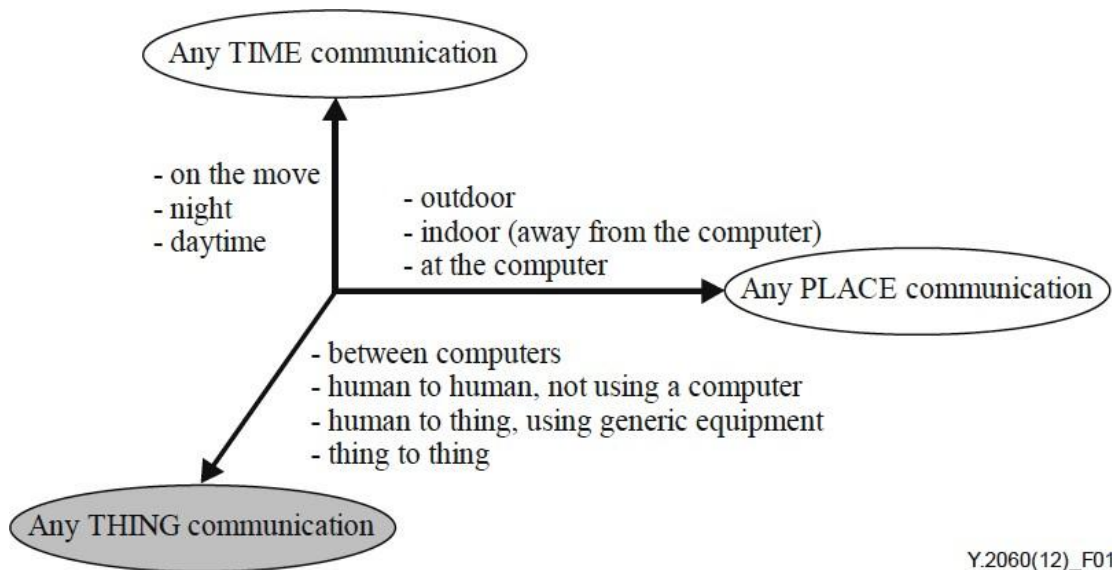 Any TIME communication
- on the move
- night
- daytime
- outdoor
- indoor (away from the computer)
- at the computer
Any PLACE communication
- between computers
- human to human, not using a computer
- human to thing, using generic equipment
- thing to thing
Any THING communication
Y.2060(12)_F01